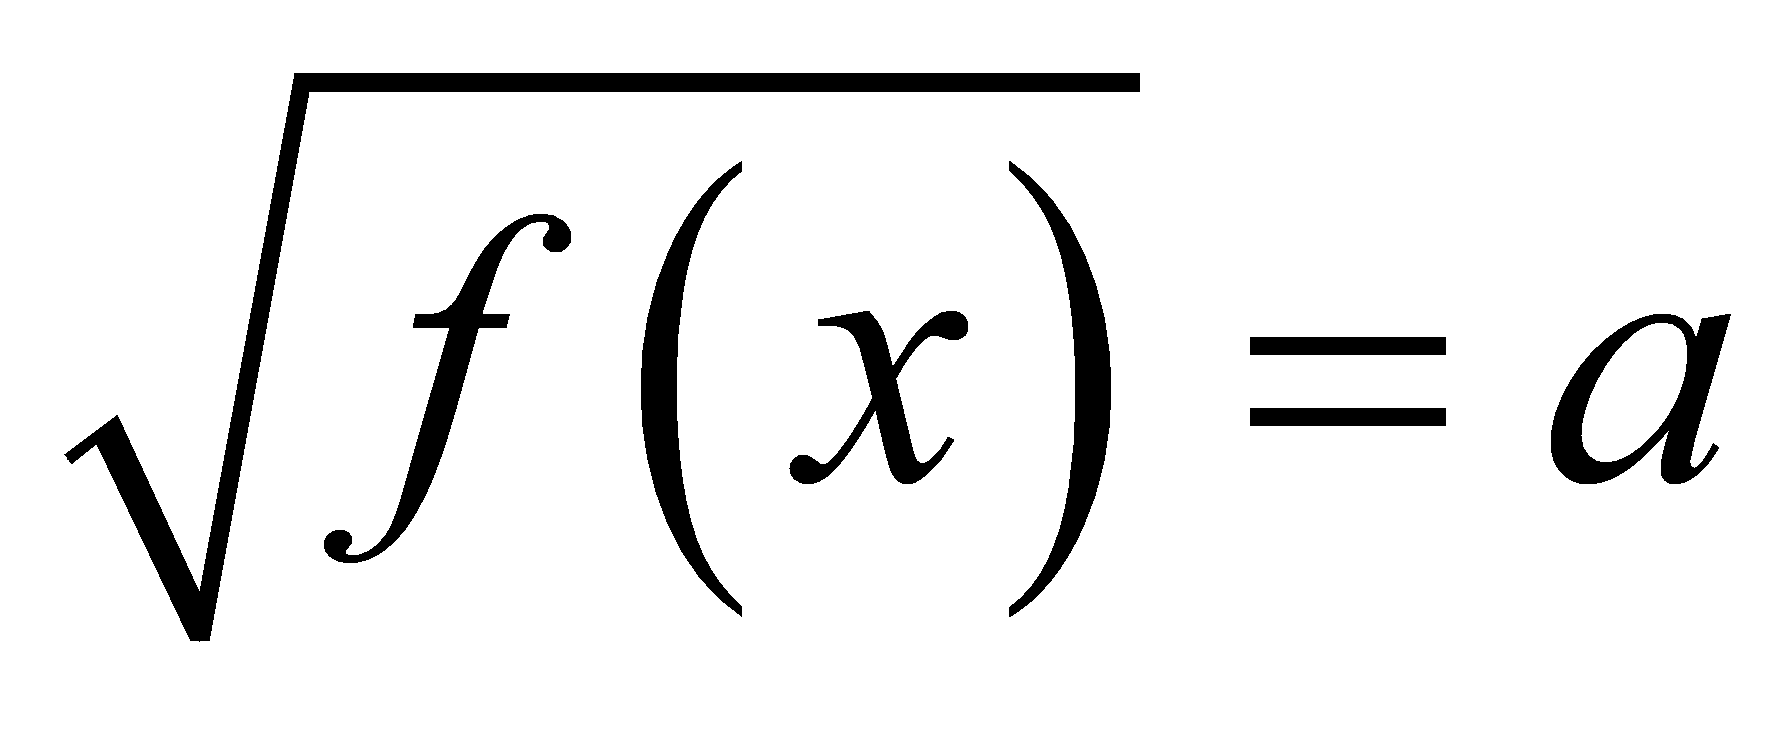 √f(x) = a